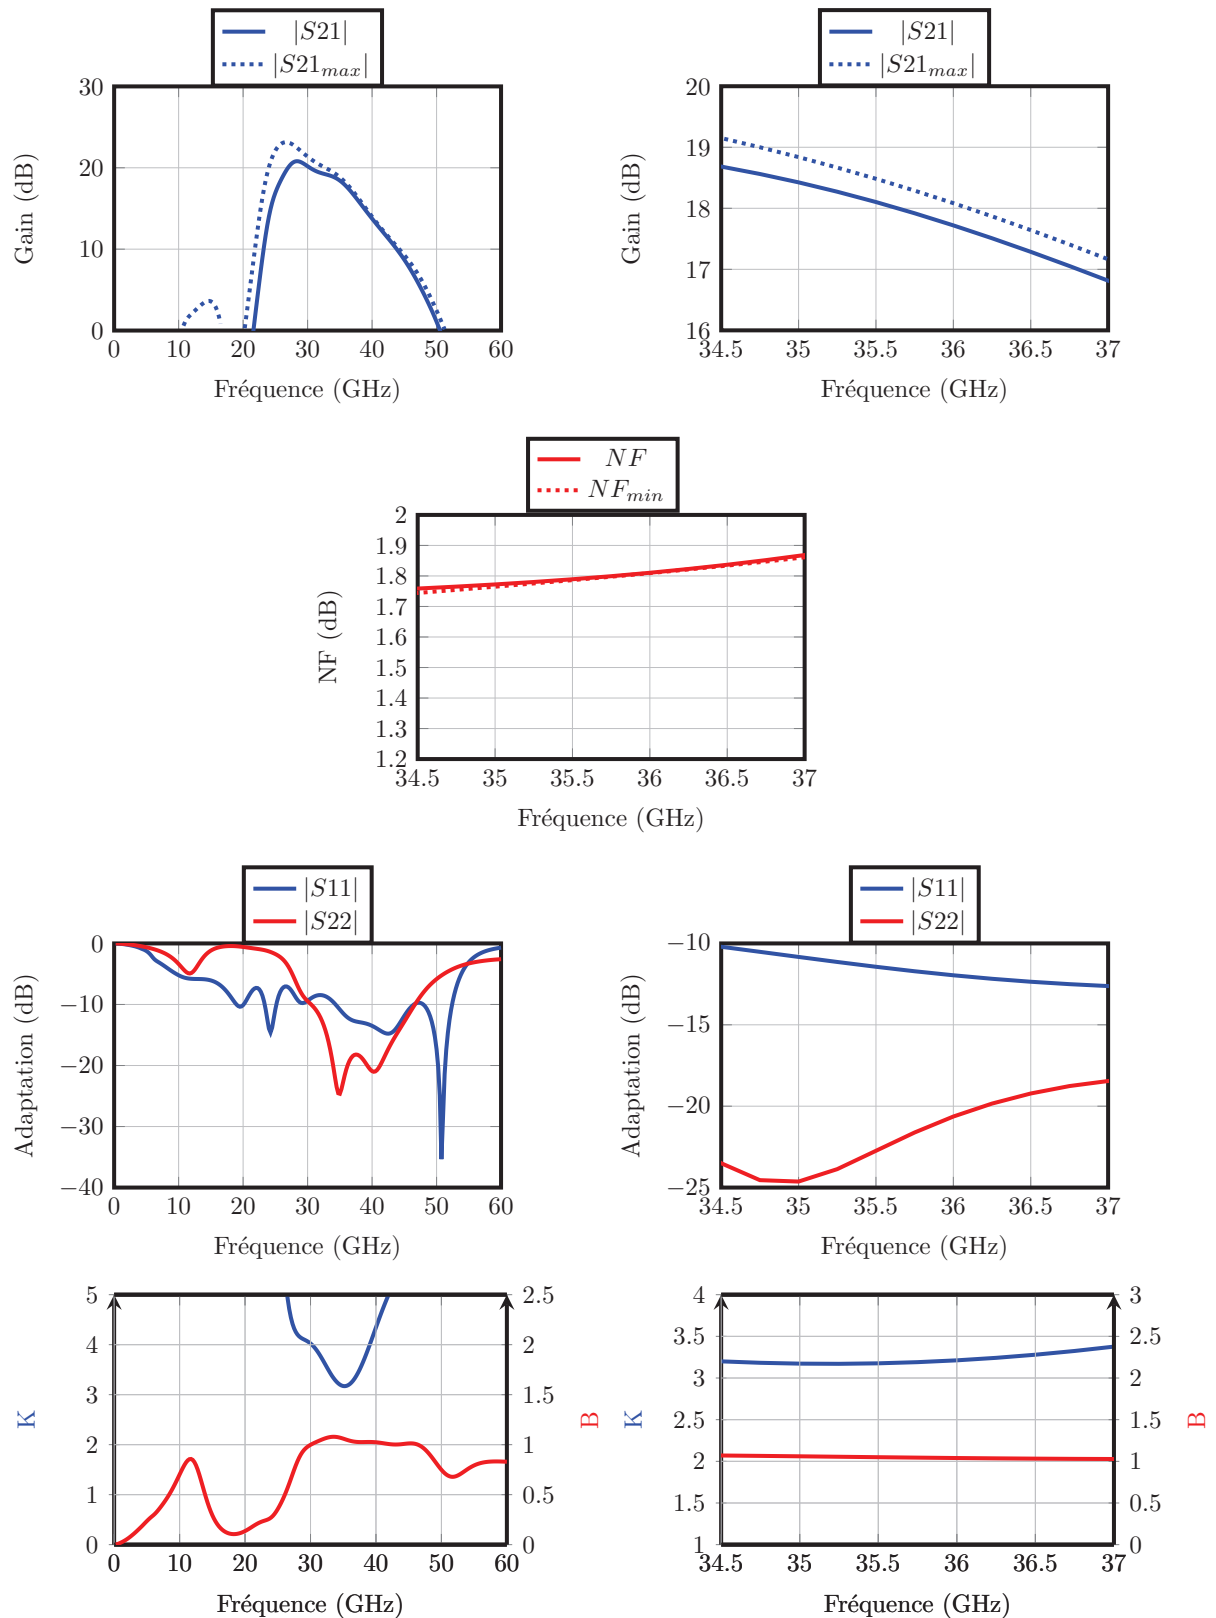 |S21|
|S21max|
30
20
10
0
0 10 20 30 40 50 60
Gain (dB)
Fréquence (GHz)
|S21|
|S21max|
20
19
18
17
16
34.5 35 35.5 36 36.5 37
Gain (dB)
Fréquence (GHz)
NF
NFmin
2
1.9
1.8
1.7
1.6
1.5
1.4
1.3
1.2
34.5 35 35.5 36 36.5 37
NF (dB)
Fréquence (GHz)
|S11|
|S22|
0
−10
−20
−30
−40
0 10 20 30 40 50 60
Adaptation (dB)
Fréquence (GHz)
|S11|
|S22|
−10
−15
−20
−25
34.5 35 35.5 36 36.5 37
Adaptation (dB)
Fréquence (GHz)
5 2.5
4 2
3 1.5
2 1
1 0.5
0 0
0 10 20 30 40 50 60
K
B
Fréquence (GHz)
4 3
3.5 2.5
3 2
2.5 1.5
2 1
1.5 0.5
1 0
34.5 35 35.5 36 36.5 37
K
B
Fréquence (GHz)